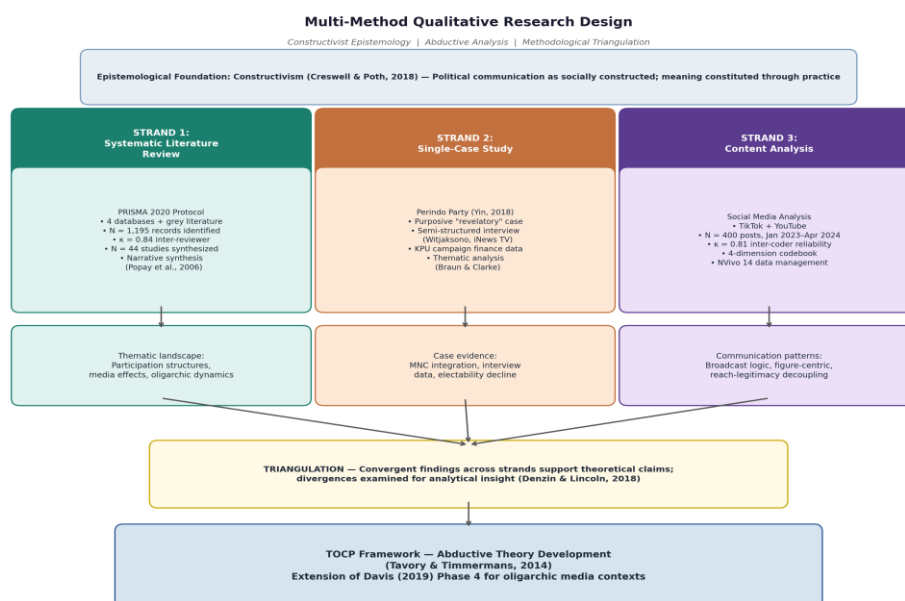 Multi-Method Qualitative Research Design
Constructivist Epistemology | Abductive Analysis | Methodological Triangulation
Epistemological Foundation: Constructivism (Creswell & Poth, 2018) — Political communication as socially constructed; meaning constituted through practice
STRAND 1:
Systematic Literature
Review
PRISMA 2020 Protocol
• 4 databases + grey literature
• N = 1,195 records identified
• κ = 0.84 inter-reviewer
• N = 44 studies synthesized
• Narrative synthesis
(Popay et al., 2006)
Thematic landscape:
Participation structures,
media effects, oligarchic dynamics
STRAND 2:
Single-Case Study
Perindo Party (Yin, 2018)
• Purposive "revelatory" case
• Semi-structured interview
(Witjaksono, iNews TV)
• KPU campaign finance data
• Thematic analysis
(Braun & Clarke)
Case evidence:
MNC integration, interview
data, electability decline
STRAND 3:
Content Analysis
Social Media Analysis
• TikTok + YouTube
• N = 400 posts, Jan 2023–Apr 2024
• κ = 0.81 inter-coder reliability
• 4-dimension codebook
• NVivo 14 data management
Communication patterns:
Broadcast logic, figure-centric,
reach-legitimacy decoupling
TRIANGULATION — Convergent findings across strands support theoretical claims;
divergences examined for analytical insight (Denzin & Lincoln, 2018)
TOCP Framework — Abductive Theory Development
(Tavory & Timmermans, 2014)
Extension of Davis (2019) Phase 4 for oligarchic media contexts